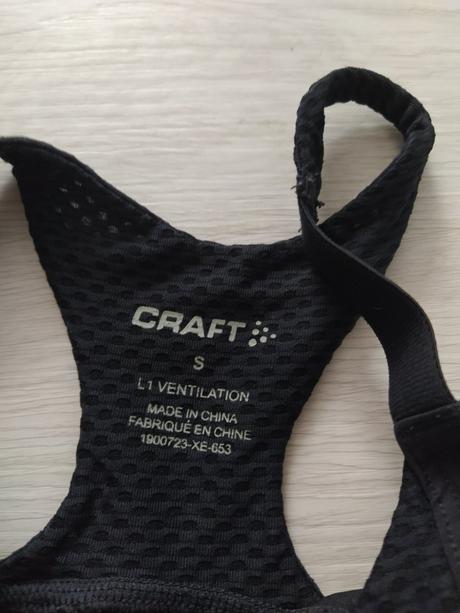 CRAFT
S
L1 VENTILATION
MADE IN CHINA
FABRIQUÉ EN CHINE
1900723-XE-653